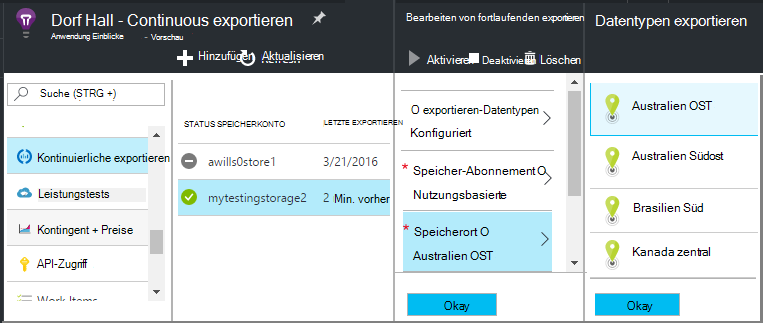 Dorf Hall - Continuous exportieren
Anwendung Einblicke - Vorschau
Hinzufügen Aktualisieren
Suche (STRG +)
Kontinuierliche exportieren
Leistungstests
Kontingent + Preise
API-Zugriff
Work Items
STATUS SPEICHERKONTO LETZTE EXPORTIEREN
awills0store1 3/21/2016
mytestingstorage2 2 Min. vorher
Bearbeiten von fortlaufenden exportieren
Aktivieren Deaktivieren Löschen
O exportieren-Datentypen
Konfiguriert
* Speicher-Abonnement O
Nutzungsbasierte
* Speicherort O
Australien OST
Okay
Datentypen exportieren
Australien OST
Australien Südost
Brasilien Süd
Kanada zentral
Okay